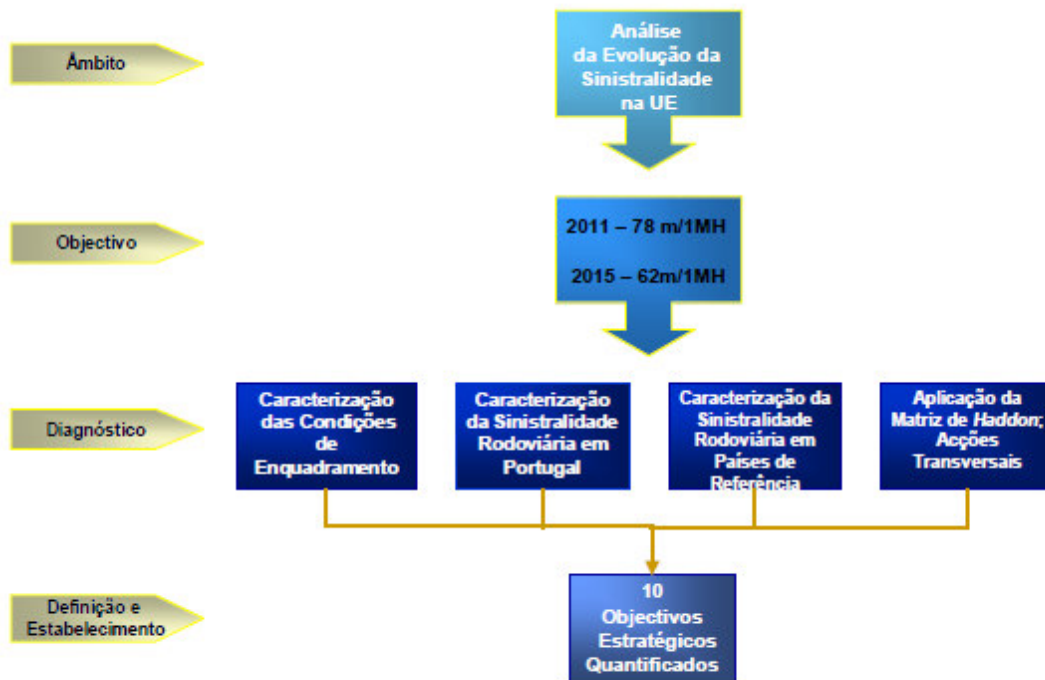 Âmbito
Análise
da Evolução da
Sinistralidade
na UE
Objectivo
2011 – 78 m/1MH
2015 – 62m/1MH
Diagnóstico
Caracterização
das Condições
de
Enquadramento
Caracterização
da Sinistralidade
Rodoviária em
Portugal
Caracterização da
Sinistralidade
Rodoviária em
Países de
Referência
Aplicação da
Matriz de Haddon;
Acções
Transversais
Definição e
Estabelecimento
10
Objectivos
Estratégicos
Quantificados